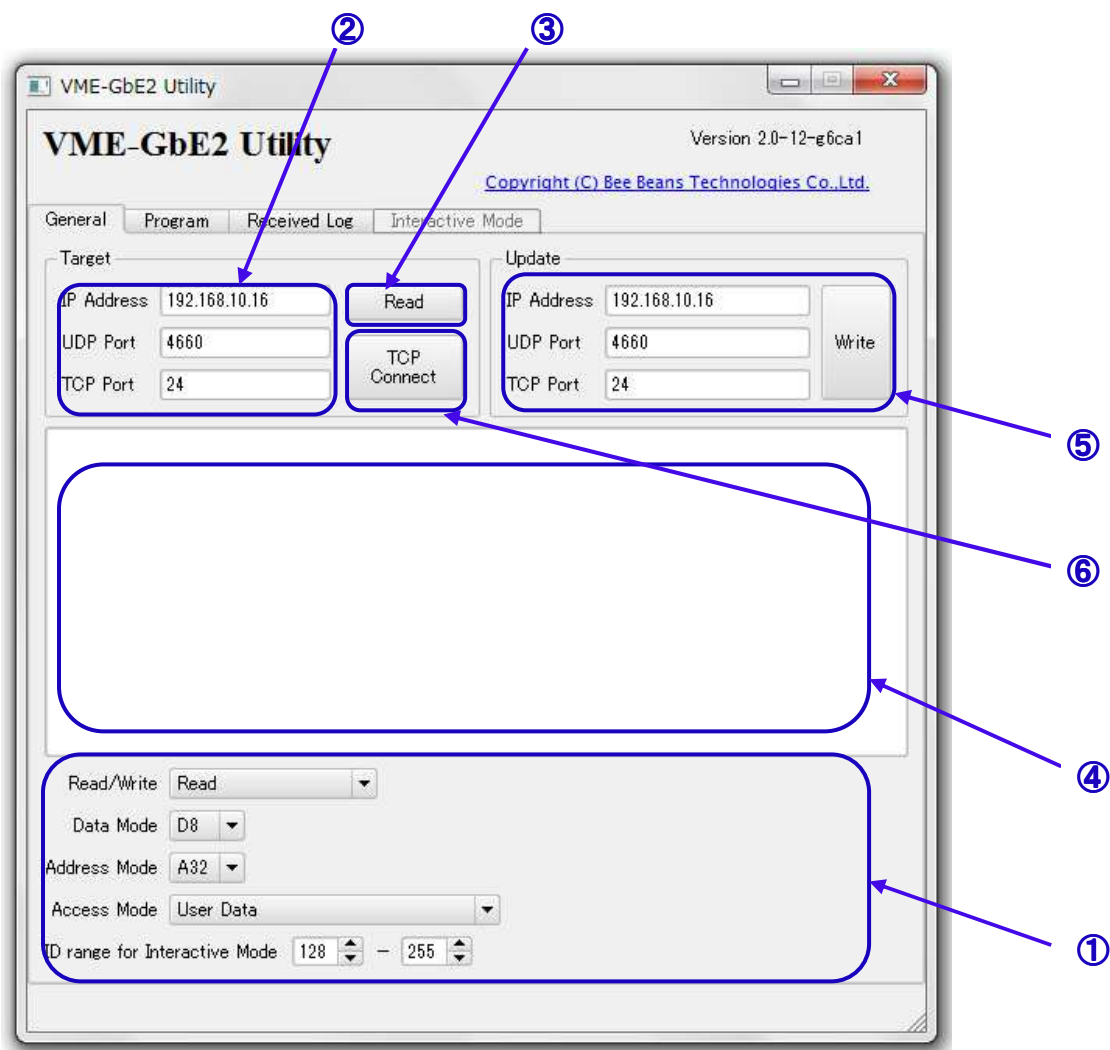 ② ③
VME-GbE2 Utility
VME-GbE2 Utility
Version 2.0-12-g6ca1
Copyright (C) Bee Beans Technologies Co.,Ltd.
General Program Received Log Interactive Mode
Target Update
IP Address 192.168.10.16 Read IP Address 192.168.10.16
UDP Port 4660 UDP Port 4660 Write
TCP Connect
TCP Port 24 TCP Port 24
⑤
⑥
④
Read/Write Read
Data Mode D8
Address Mode A32
Access Mode User Data
①
ID range for Interactive Mode 128 - 255